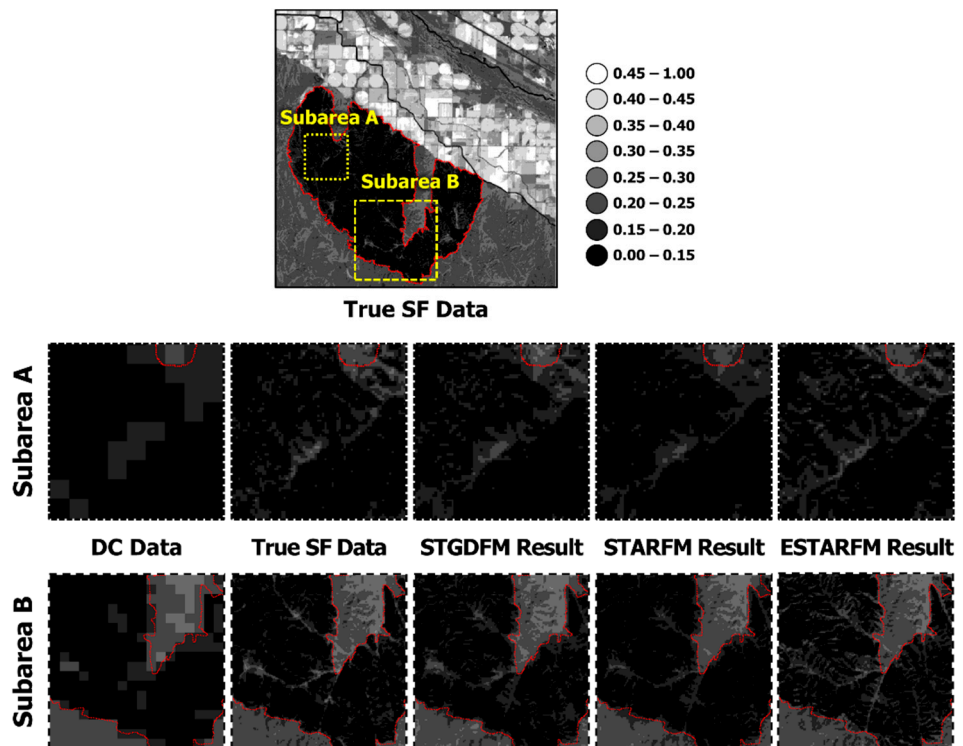 Subarea A
Subarea B
0.45 – 1.00
0.40 – 0.45
0.35 – 0.40
0.30 – 0.35
0.25 – 0.30
0.20 – 0.25
0.15 – 0.20
0.00 – 0.15
True SF Data
Subarea A
DC Data
True SF Data
STGDFM Result
STARFM Result
ESTARFM Result
Subarea B